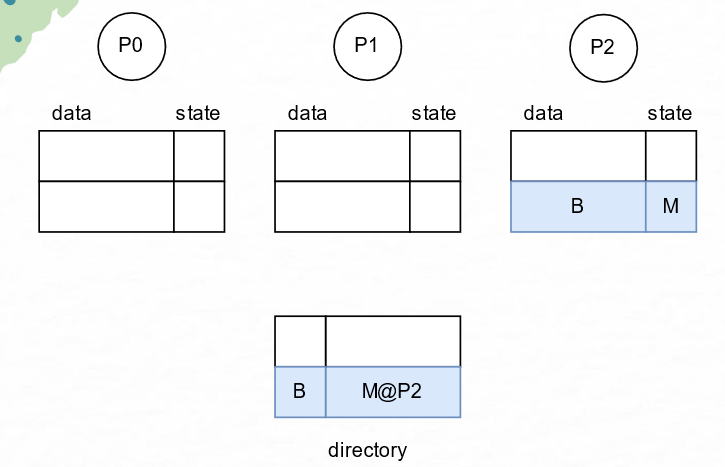 P0 P1 P2
data state data state data state
B M
B M@P2
directory